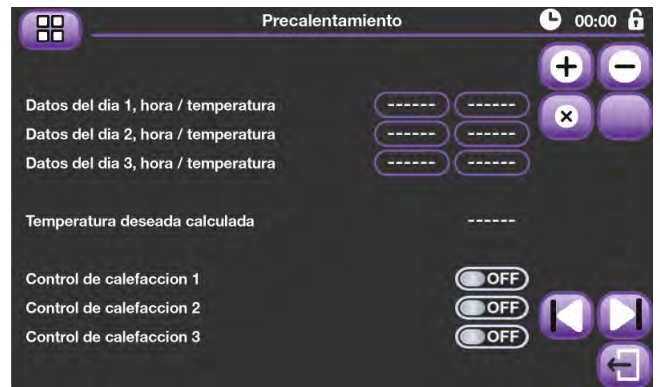 Precalentamiento
00:00
Datos del dia 1, hora / temperatura ------ ------
Datos del dia 2, hora / temperatura ------ ------
Datos del dia 3, hora / temperatura ------ ------
Temperatura deseada calculada ------
Control de calefaccion 1 OFF
Control de calefaccion 2 OFF
Control de calefaccion 3 OFF